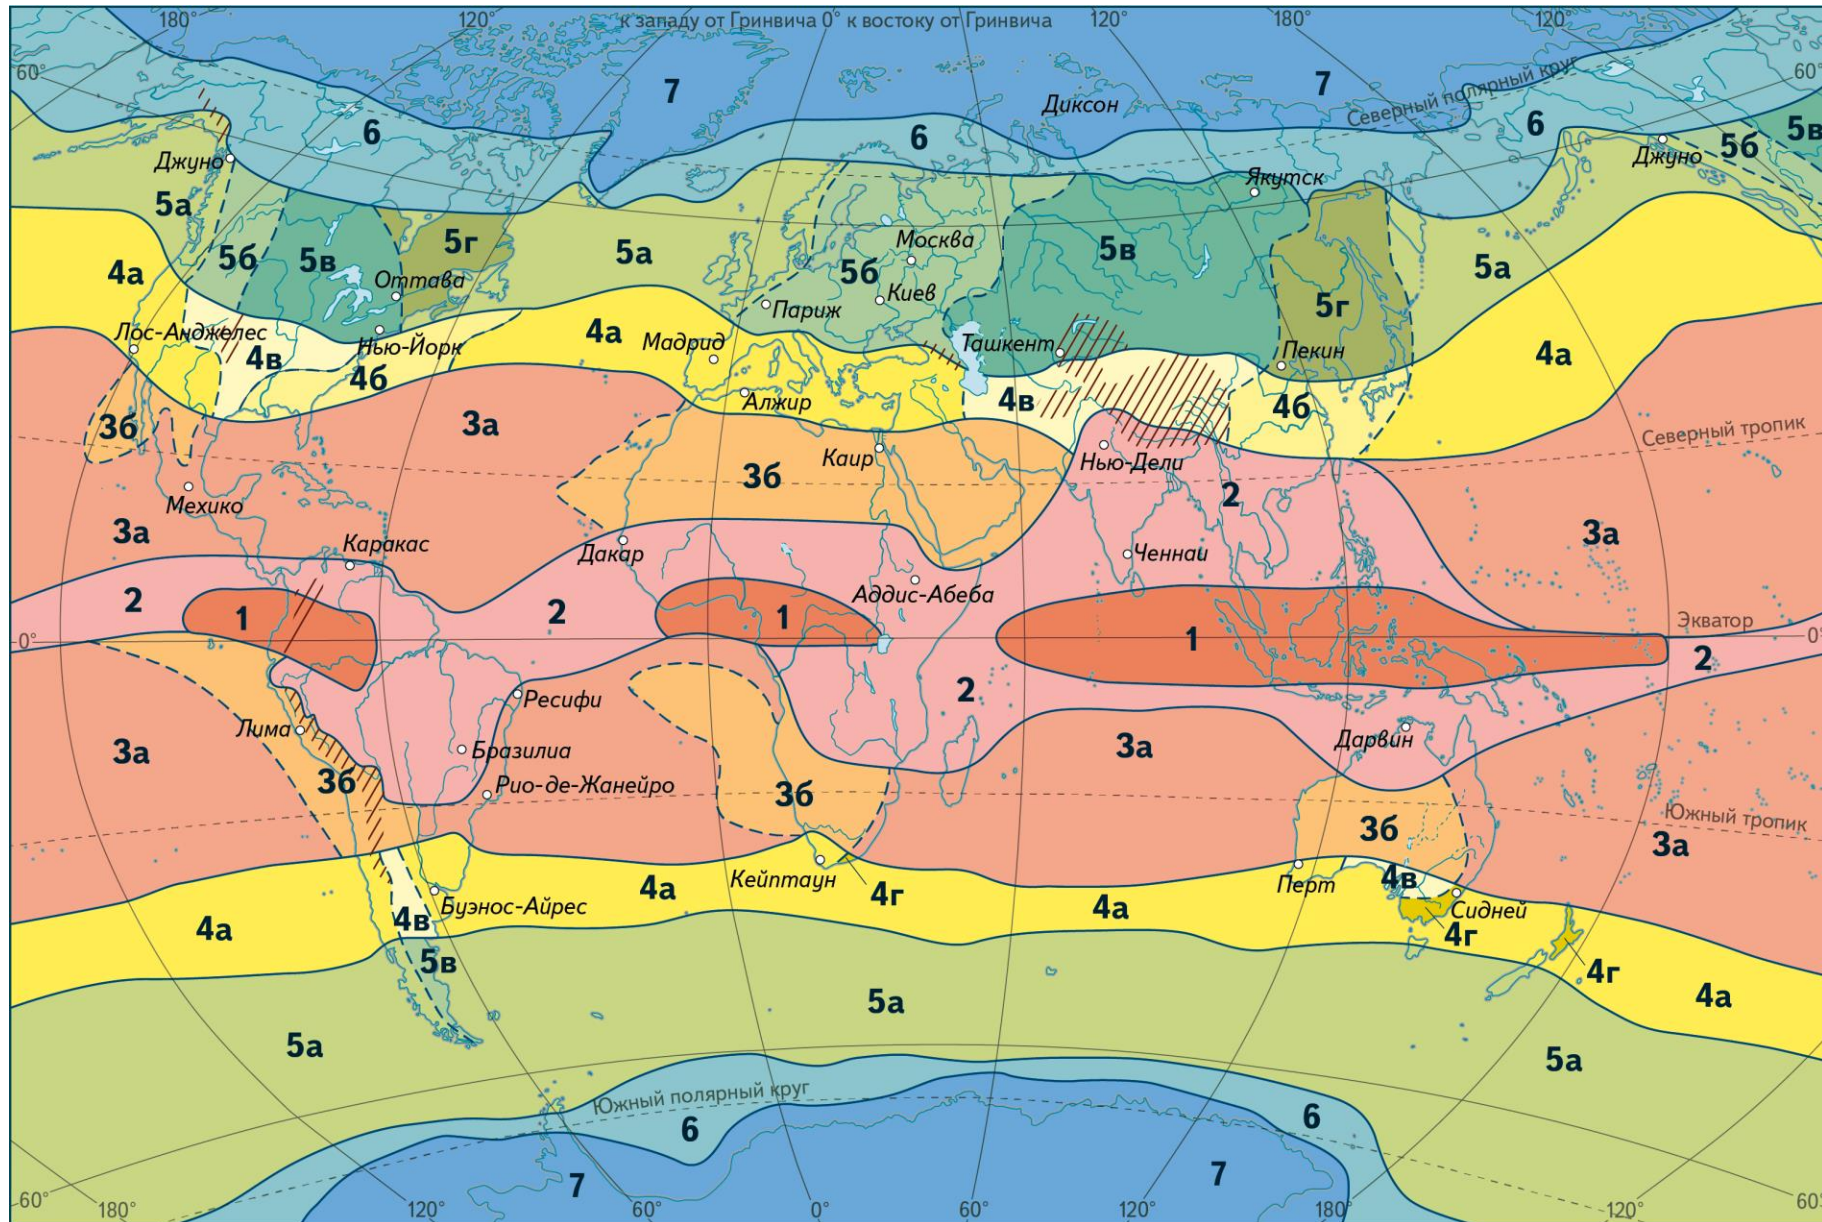 180°
120°
к западу от Гринвича 0° к востоку от Гринвича
120°
180°
120°
60°
7
7
Диксон
Северный полярный круг
60°
6
6
6
5в
5б
Джуно
Джуно
Якутск
5а
5б
5в
5г
5а
Москва
5б
5в
5а
Оттава
Киев
4а
Париж
5г
Лос-Анджелес
4в
Нью-Йорк
4а
Мадрид
Ташкент
Пекин
4а
4б
Алжир
4в
4б
3б
3а
Каир
Нью-Дели
Северный тропик
3б
2
Мехико
3а
Каракас
Дакар
Ченнаи
3а
2
1
2
1
Аддис-Абеба
Экватор
0°
1
0°
2
2
Ресифи
Лима
3а
Бразилиа
3а
Дарвин
3б
Рио-де-Жанейро
3б
3б
Южный тропик
3а
Кейптаун
4г
4а
Перт
4в
Буэнос-Айрес
4а
Сидней
4а
4в
4г
5в
4г
4а
5а
5а
5а
Южный полярный круг
6
6
7
7
60°
180°
120°
60°
0°
60°
120°
180°
120°
60°